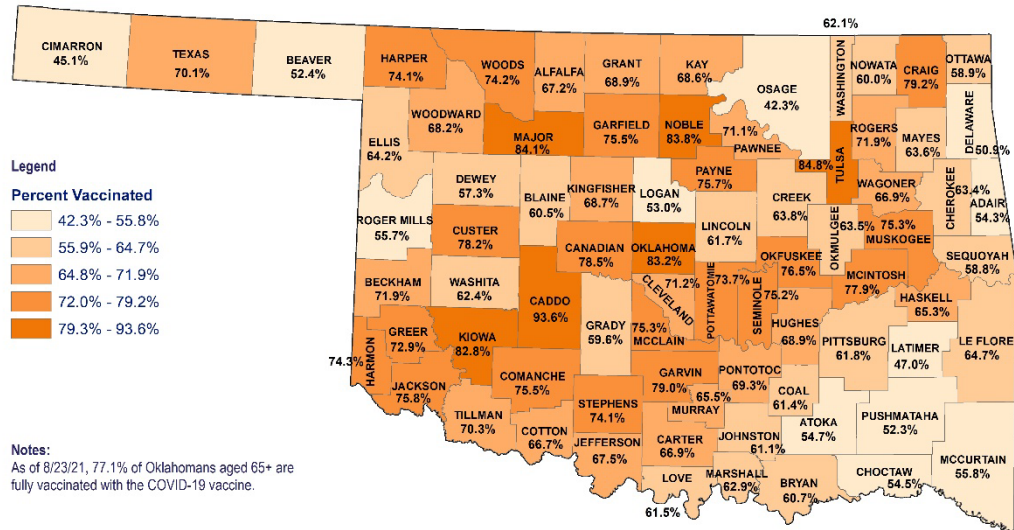 62.1%
CIMARRON
45.1%
TEXAS
70.1%
BEAVER
52.4%
HARPER
74.1%
WOODS
74.2%
ALFALFA
67.2%
GRANT
68.9%
KAY
68.6%
OSAGE
42.3%
WASHINGTON
NOWATA
60.0%
CRAIG
79.2%
OTTAWA
58.9%
DELAWARE
50.9%
WOODWARD
68.2%
ELLIS
64.2%
MAJOR
84.1%
GARFIELD
75.5%
NOBLE
83.8%
71.1%
PAWNEE
84.8%
TULSA
ROGERS
71.9%
MAYES
63.6%
Legend
Percent Vaccinated
42.3% - 55.8%
55.9% - 64.7%
64.8% - 71.9%
72.0% - 79.2%
79.3% - 93.6%
DEWEY
57.3%
BLAINE
60.5%
KINGFISHER
68.7%
LOGAN
53.0%
PAYNE
75.7%
CREEK
63.8%
WAGONER
66.9%
CHEROKEE
63.4%
ADAIR
54.3%
ROGER MILLS
55.7%
CUSTER
78.2%
CANADIAN
78.5%
OKLAHOMA
83.2%
LINCOLN
61.7%
OKFUSKEE
76.5%
OKMULGEE
63.5%
75.3%
MUSKOGEE
SEQUOYAH
58.8%
BECKHAM
71.9%
WASHITA
62.4%
CADDO
93.6%
GRADY
59.6%
71.2%
CLEVELAND
75.3%
MCCLAIN
73.7%
POTTAWATOMIE
SEMINOLE
75.2%
HUGHES
68.9%
MCINTOSH
77.9%
HASKELL
65.3%
PITTSBURG
61.8%
LATIMER
47.0%
LE FLORE
64.7%
GREER
72.9%
KIOWA
82.8%
74.3%
HARMON
JACKSON
75.8%
COMANCHE
75.5%
STEPHENS
74.1%
GARVIN
79.0%
PONTOTOC
69.3%
COAL
61.4%
TILLMAN
70.3%
COTTON
66.7%
JEFFERSON
67.5%
65.5%
MURRAY
CARTER
66.9%
JOHNSTON
61.1%
ATOKA
54.7%
PUSHMATAHA
52.3%
MCCURTAIN
55.8%
LOVE
61.5%
MARSHALL
62.9%
BRYAN
60.7%
CHOCTAW
54.5%
Notes:
As of 8/23/21, 77.1% of Oklahomans aged 65+ are
fully vaccinated with the COVID-19 vaccine.